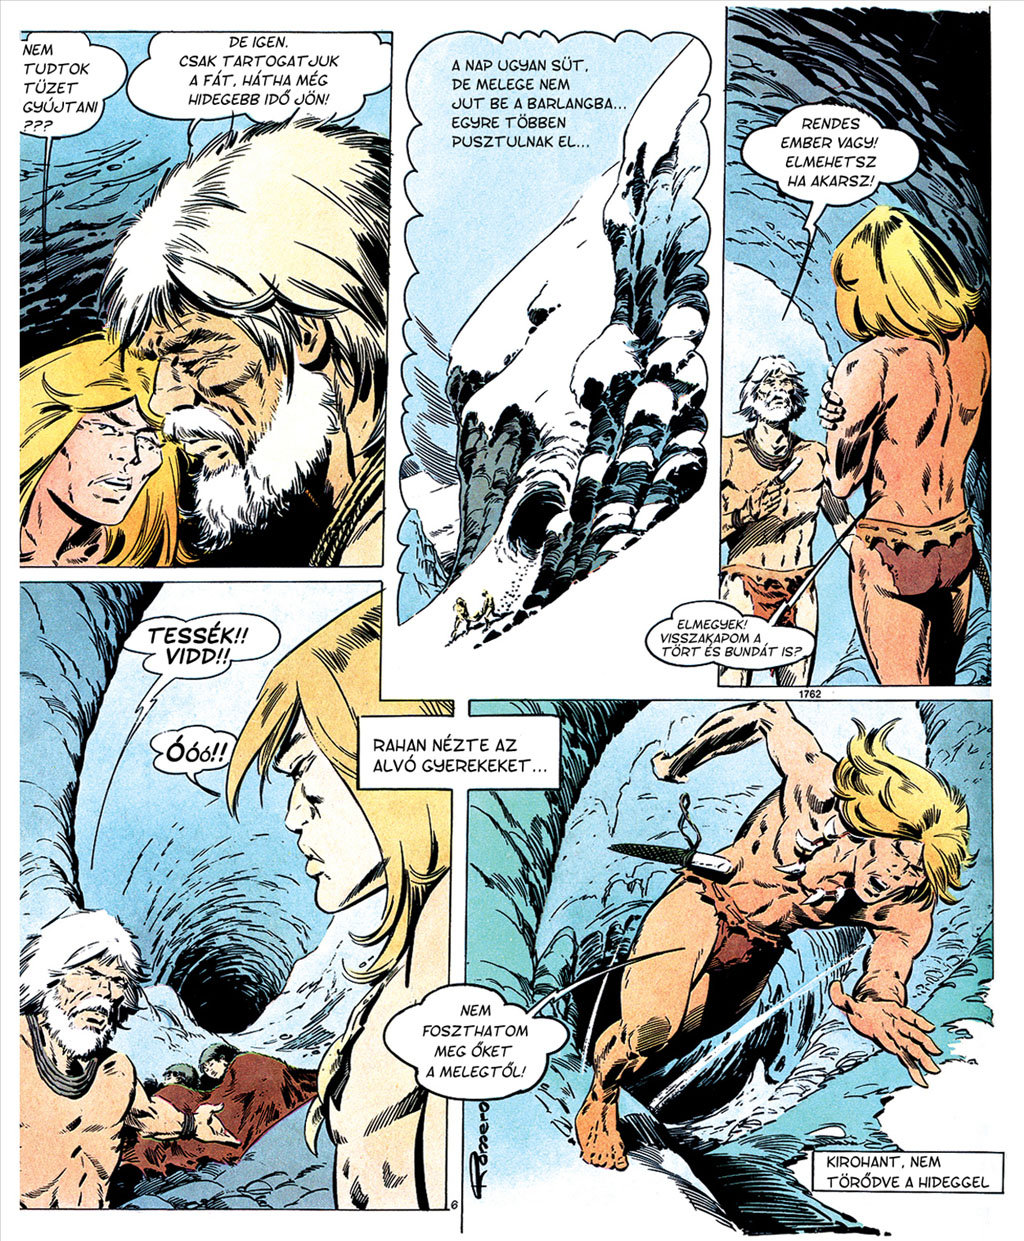 NEM
TUDTOK
TÜZET
GYÚJTANI
???
DE IGEN.
CSAK TARTOGATJUK
A FÁT, HÁTHA MÉG
HIDEGEBB IDŐ JÖN!
A NAP UGYAN SÜT,
DE MELEGE NEM
JUT BE A BARLANGBA...
EGYRE TÖBBEN
PUSZTULNAK EL...
RENDES
EMBER VAGY!
ELMEHETSZ
HA AKARSZ!
ELMEGYEK!
VISSZAKAPOM A
TŐRT ÉS BUNDÁT IS?
1762
TESSÉK!!
VIDD!!
Óóó!!
RAHAN NÉZTE AZ
ALVÓ GYEREKEKET...
NEM
FOSZTHATOM
MEG ŐKET
A MELEGTŐL!
KIROHANT, NEM
TÖRŐDVE A HIDEGGEL
Romero
6